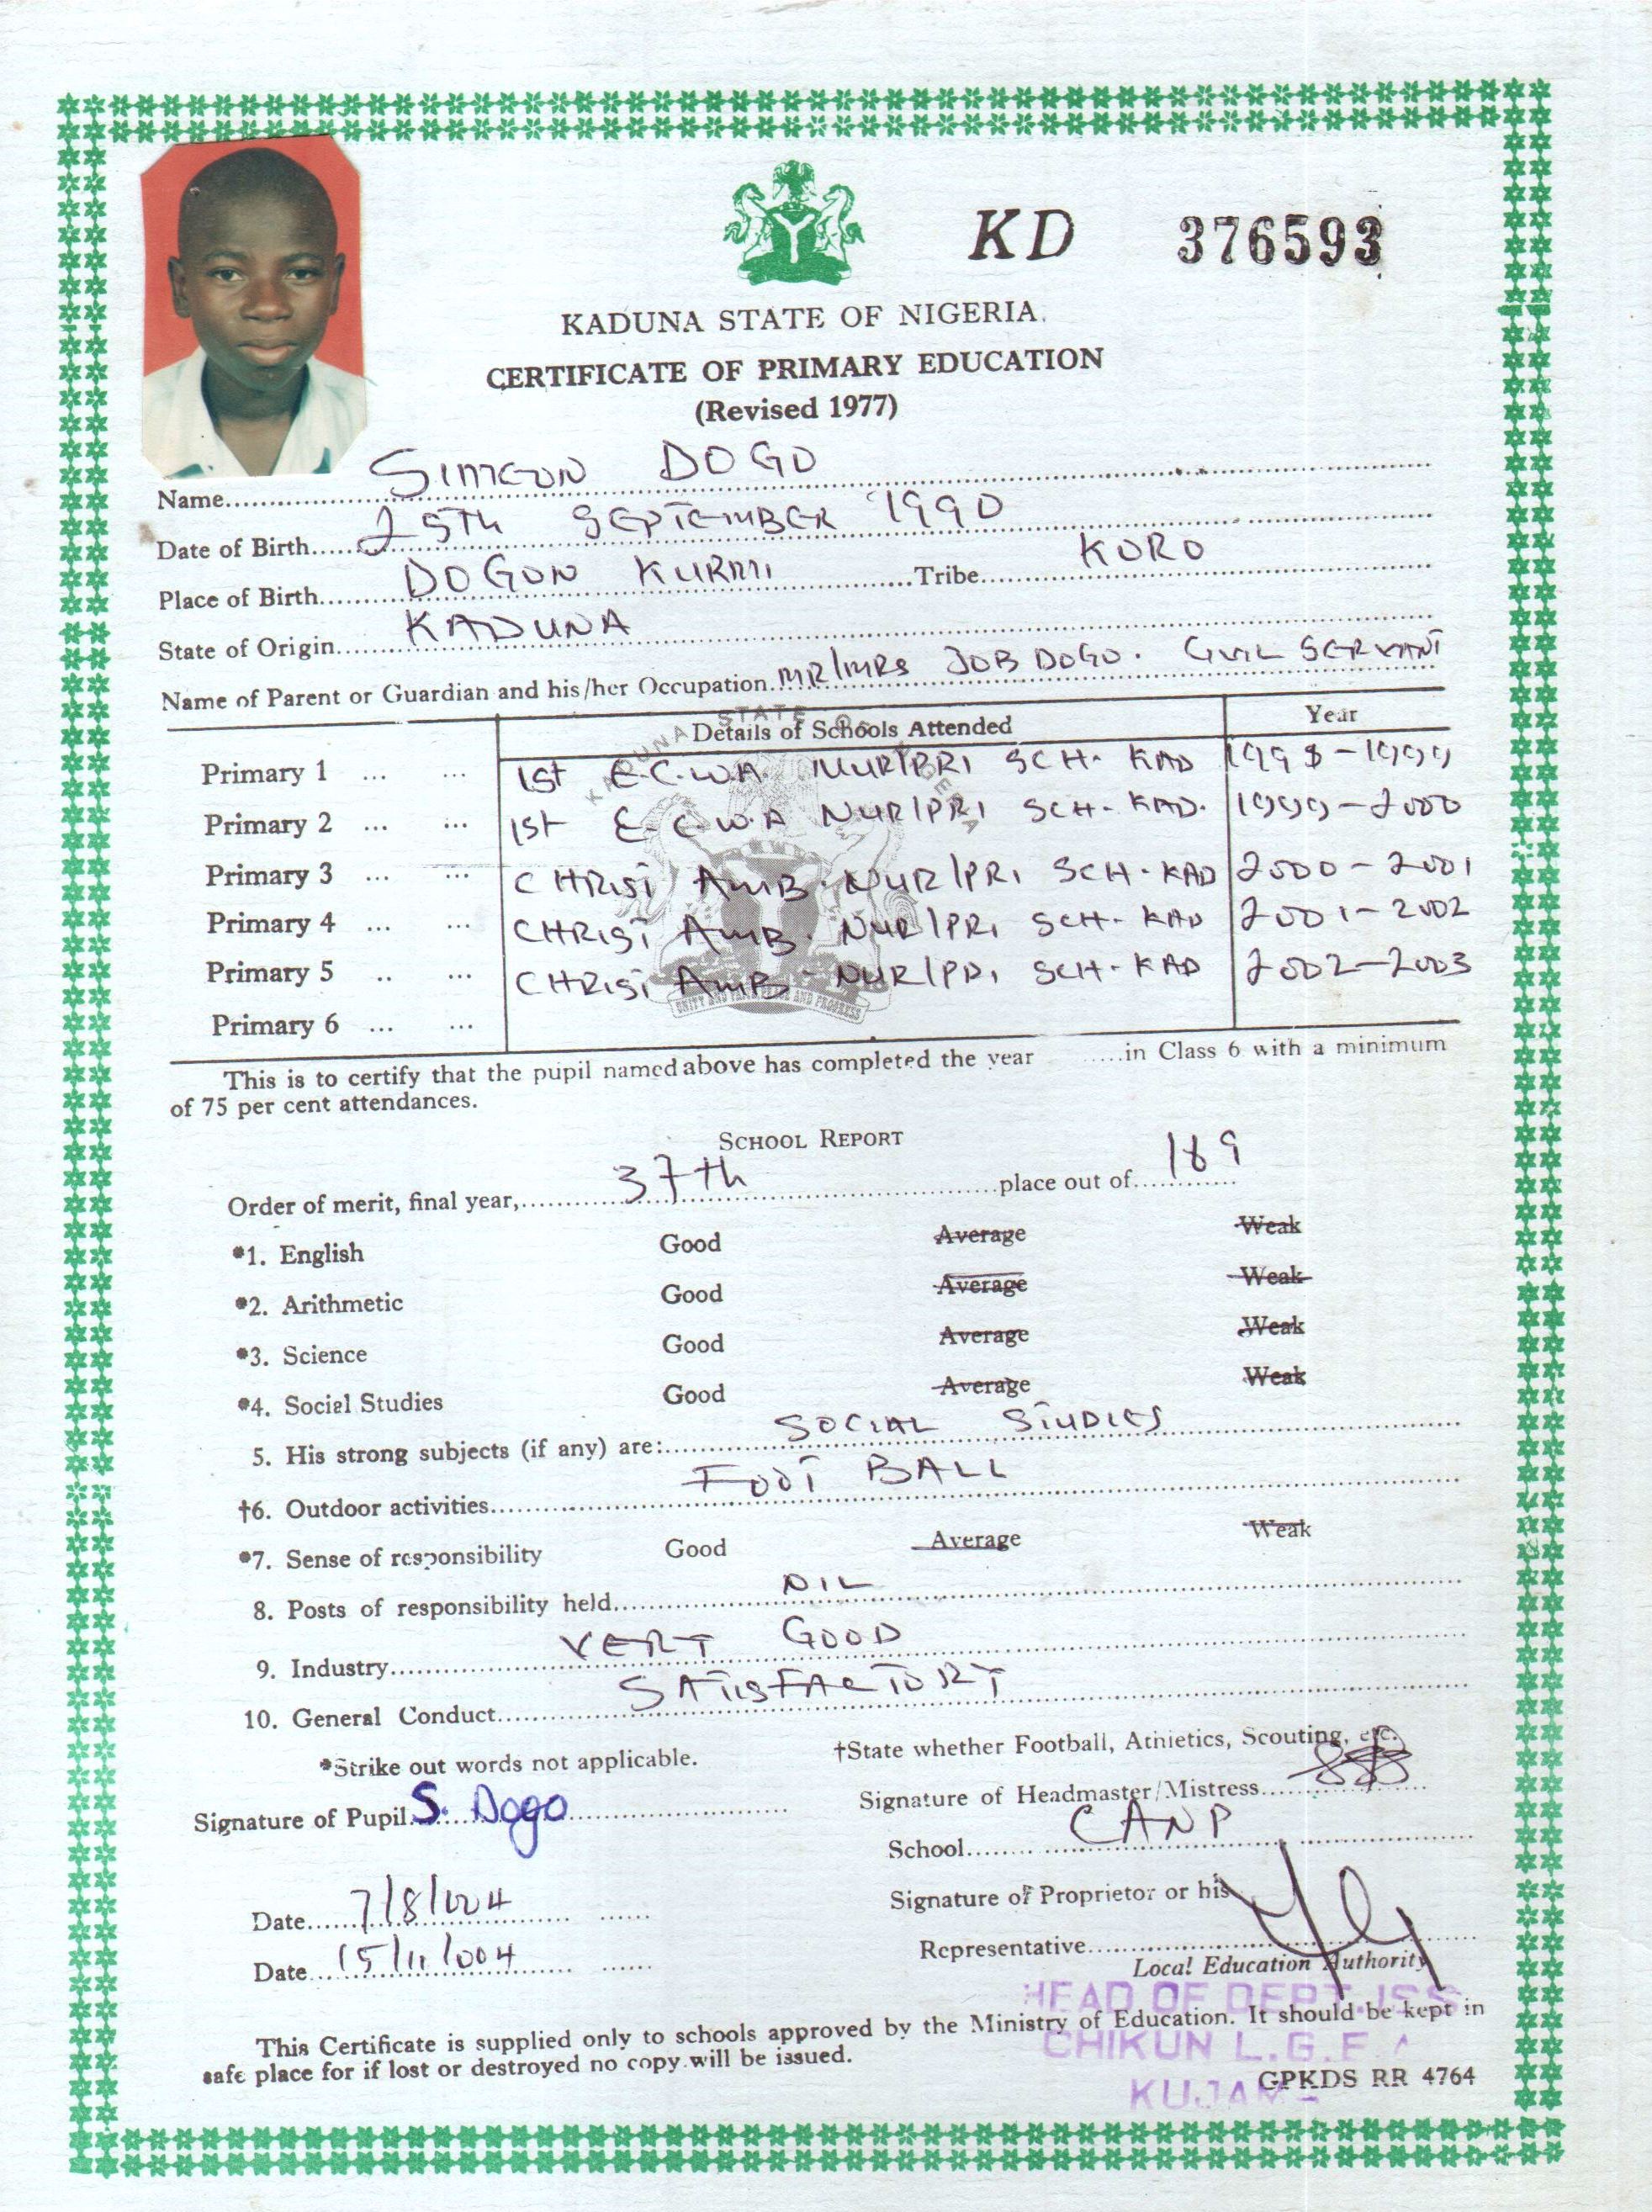 KD 376593
KADUNA STATE OF NIGERIA.
CERTIFICATE OF PRIMARY EDUCATION
(Revised 1977)
Name SIMEON DOGO
Date of Birth 25Th SEPTEMBER 1990
Place of Birth DOGON KURMI Tribe KORO
State of Origin KADUNA
Name of Parent or Guardian and his/her Occupation MR/MRS JOB DOGO. CIVIL SERVANT
Details of Schools Attended Year
Primary 1 ... ... 1st E.C.W.A. NUR/PRI SCH. KAD 1998-1999
Primary 2 ... ... 1st E.C.W.A NUR/PRI SCH. KAD. 1999-2000
Primary 3 ... ... CHRIST AMB. NUR/PRI SCH. KAD 2000-2001
Primary 4 ... ... CHRIST AMB. NUR/PRI SCH. KAD 2001-2002
Primary 5 .. ... CHRIST AMB. NUR/PRI SCH. KAD 2002-2003
Primary 6 ... ...
KADUNA STATE OF NIGERIA
UNITY AND FAITH PEACE AND PROGRESS
This is to certify that the pupil named above has completed the year ......in Class 6 with a minimum
of 75 per cent attendances.
SCHOOL REPORT
Order of merit, final year, 37th place out of 189
*1. English Good Average Weak
*2. Arithmetic Good Average Weak
*3. Science Good Average Weak
*4. Social Studies Good Average Weak
5. His strong subjects (if any) are: SOCIAL STUDIES
†6. Outdoor activities FOOT BALL
*7. Sense of responsibility Good Average Weak
8. Posts of responsibility held NIL
9. Industry VERY GOOD
10. General Conduct SATISFACTORY
*Strike out words not applicable. †State whether Football, Athletics, Scouting, etc.
Signature of Pupil S. Dogo Signature of Headmaster/Mistress
School CANP
Date 7/8/004 Signature of Proprietor or his
Date 15/11/004 Representative
Local Education Authority
HEAD OF DEPT. ISS
CHIKUN L.G.E.A
KUJAMA
This Certificate is supplied only to schools approved by the Ministry of Education. It should be kept in
safe place for if lost or destroyed no copy will be issued.
GPKDS RR 4764